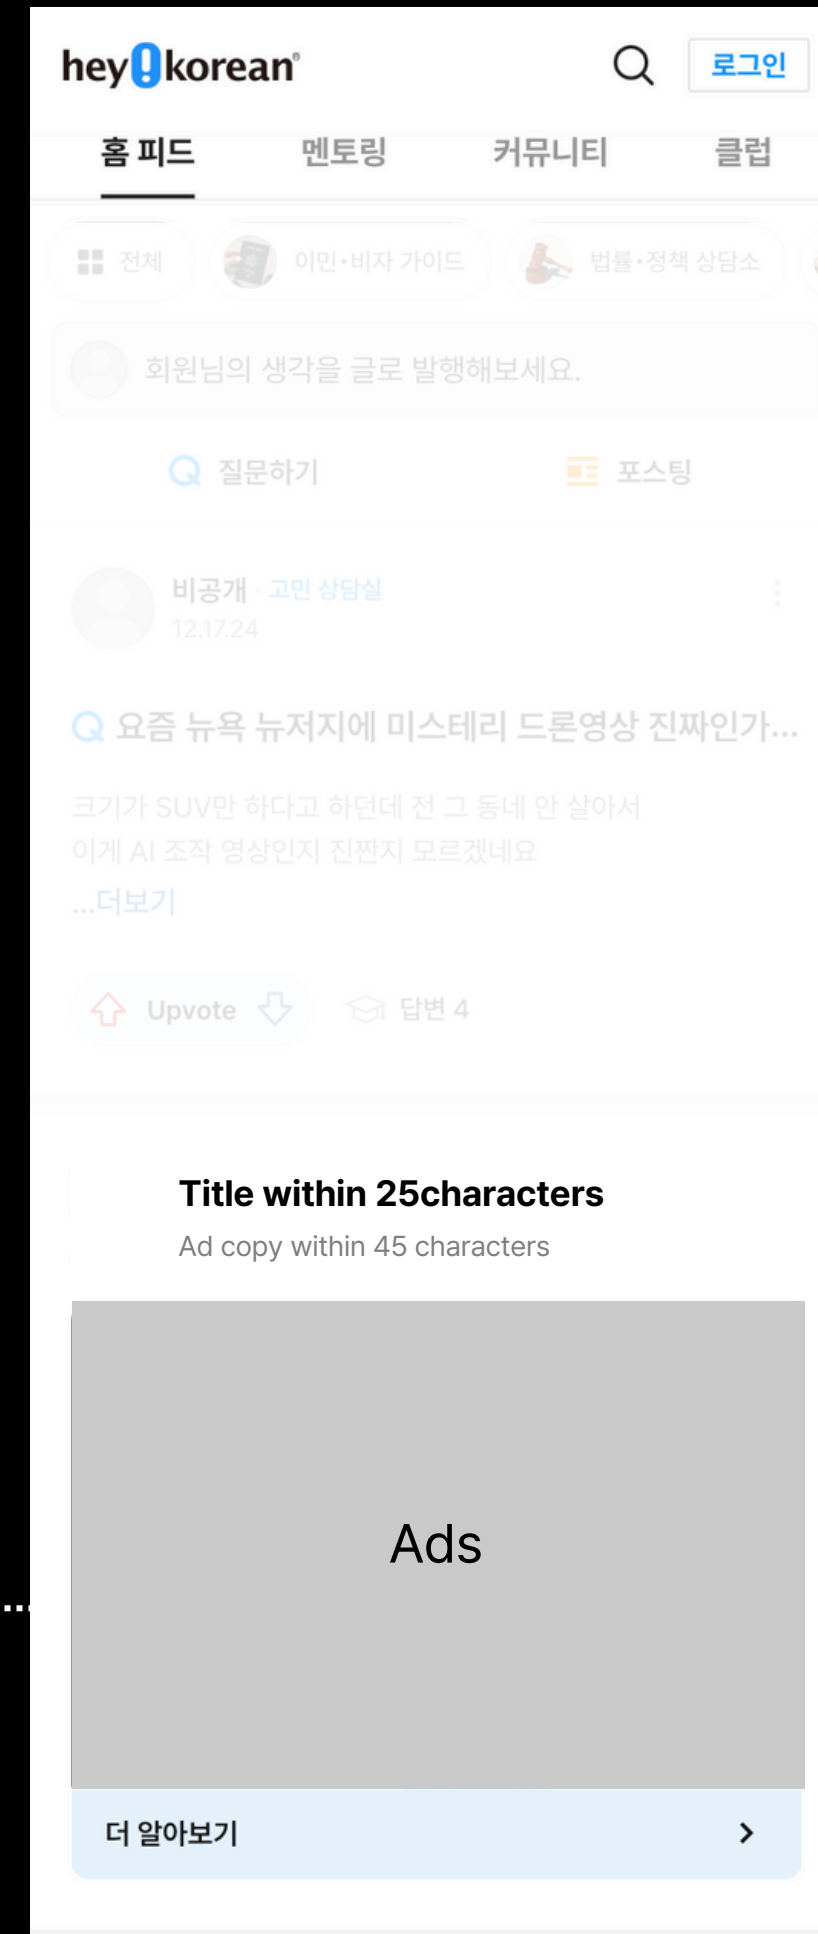 hey!korean®
로그인
홈 피드 멘토링 커뮤니티 클럽
전체 이민•비자 가이드 법률•정책 상담소
회원님의 생각을 글로 발행해보세요.
질문하기 포스팅
비공개 · 고민 상담실
12.17.24
Q 요즘 뉴욕 뉴저지에 미스테리 드론영상 진짜인가...
크기가 SUV만 하다고 하던데 전 그 동네 안 살아서
이게 AI 조작 영상인지 진짠지 모르겠네요
...더보기
Upvote 답변 4
Title within 25characters
Ad copy within 45 characters
Ads
...
더 알아보기